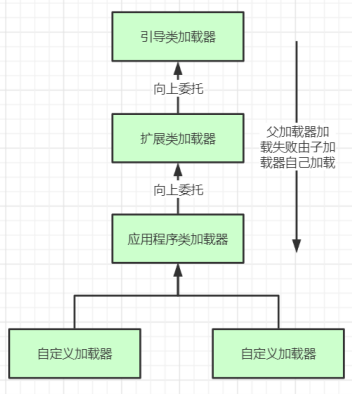 引导类加载器
向上委托
扩展类加载器
父加载器加
载失败由子加
载器自己加载
向上委托
应用程序类加载器
自定义加载器
自定义加载器